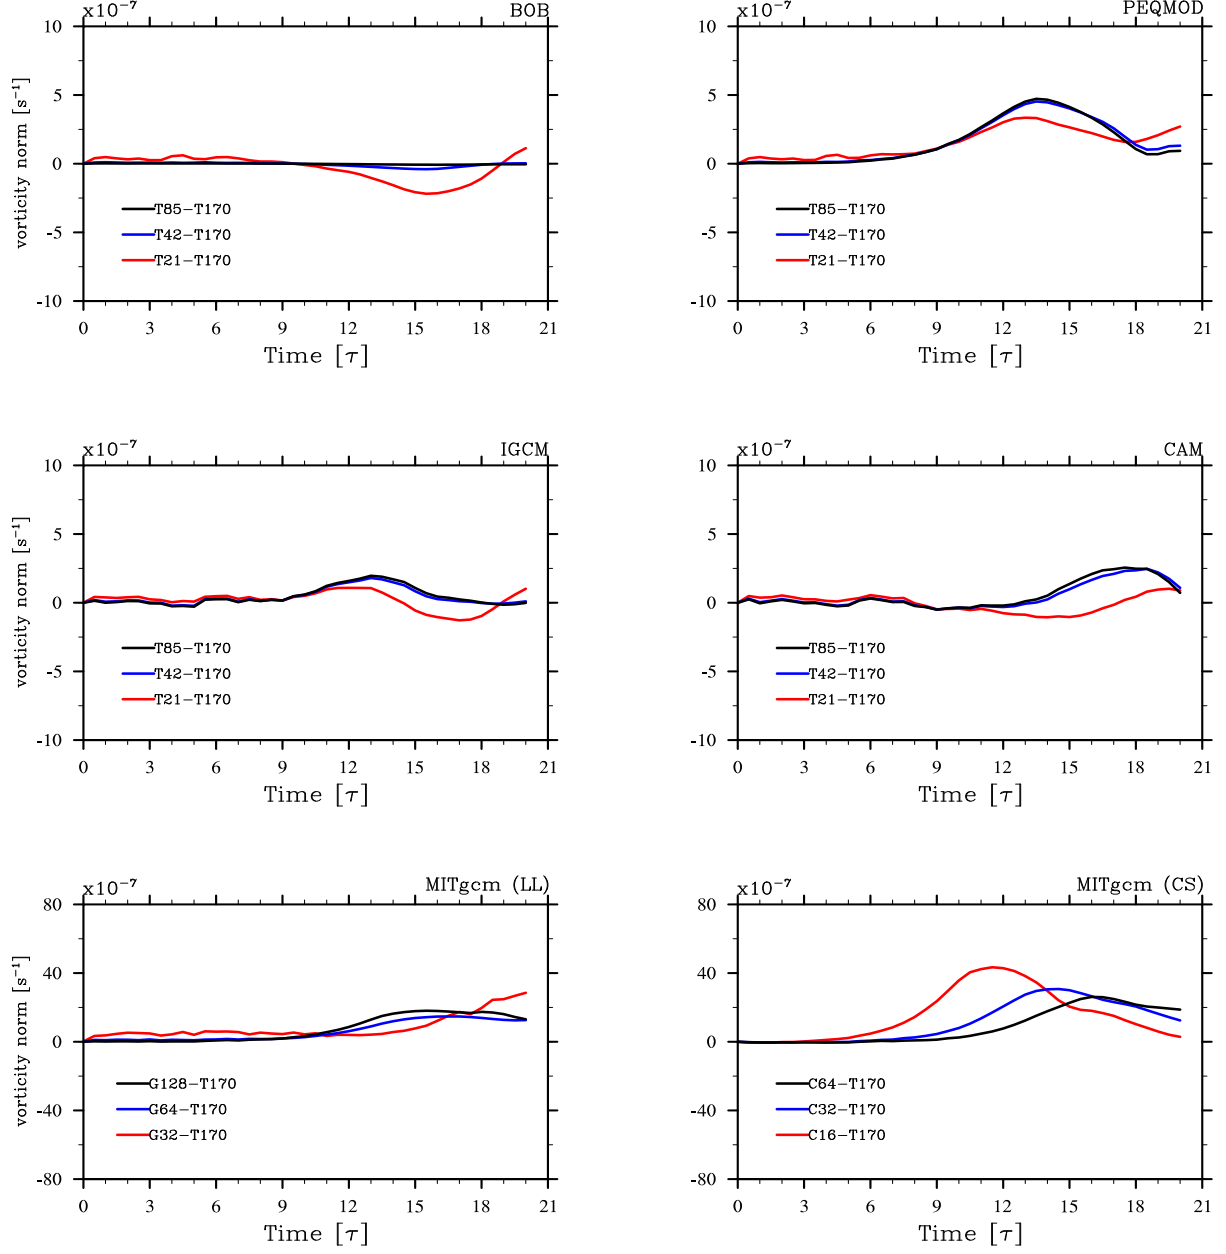 x10⁻⁷ BOB
vorticity norm [s⁻¹]
10
5
0
-5
-10
T85−T170
T42−T170
T21−T170
0 3 6 9 12 15 18 21
Time [τ]
x10⁻⁷ PEQMOD
10
5
0
-5
-10
T85−T170
T42−T170
T21−T170
0 3 6 9 12 15 18 21
Time [τ]
x10⁻⁷ IGCM
vorticity norm [s⁻¹]
10
5
0
-5
-10
T85−T170
T42−T170
T21−T170
0 3 6 9 12 15 18 21
Time [τ]
x10⁻⁷ CAM
10
5
0
-5
-10
T85−T170
T42−T170
T21−T170
0 3 6 9 12 15 18 21
Time [τ]
x10⁻⁷ MITgcm (LL)
vorticity norm [s⁻¹]
80
40
0
-40
-80
G128−T170
G64−T170
G32−T170
0 3 6 9 12 15 18 21
Time [τ]
x10⁻⁷ MITgcm (CS)
80
40
0
-40
-80
C64−T170
C32−T170
C16−T170
0 3 6 9 12 15 18 21
Time [τ]